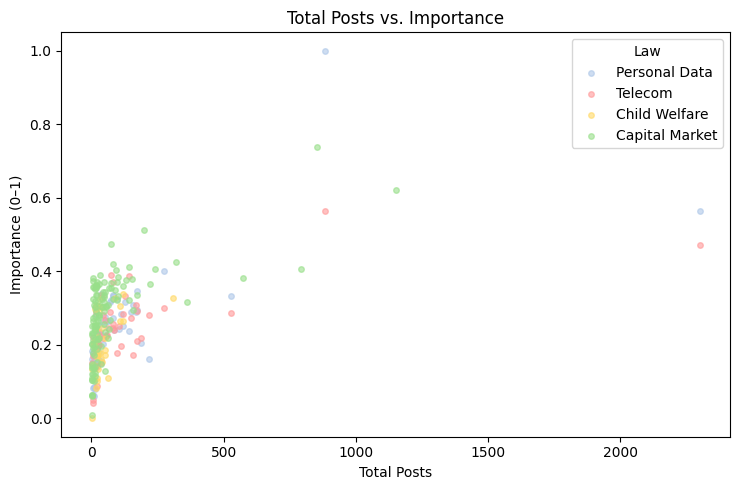 Total Posts vs. Importance
Law
Personal Data
Telecom
Child Welfare
Capital Market
Importance (0–1)
1.0
0.8
0.6
0.4
0.2
0.0
0
500
1000
1500
2000
Total Posts